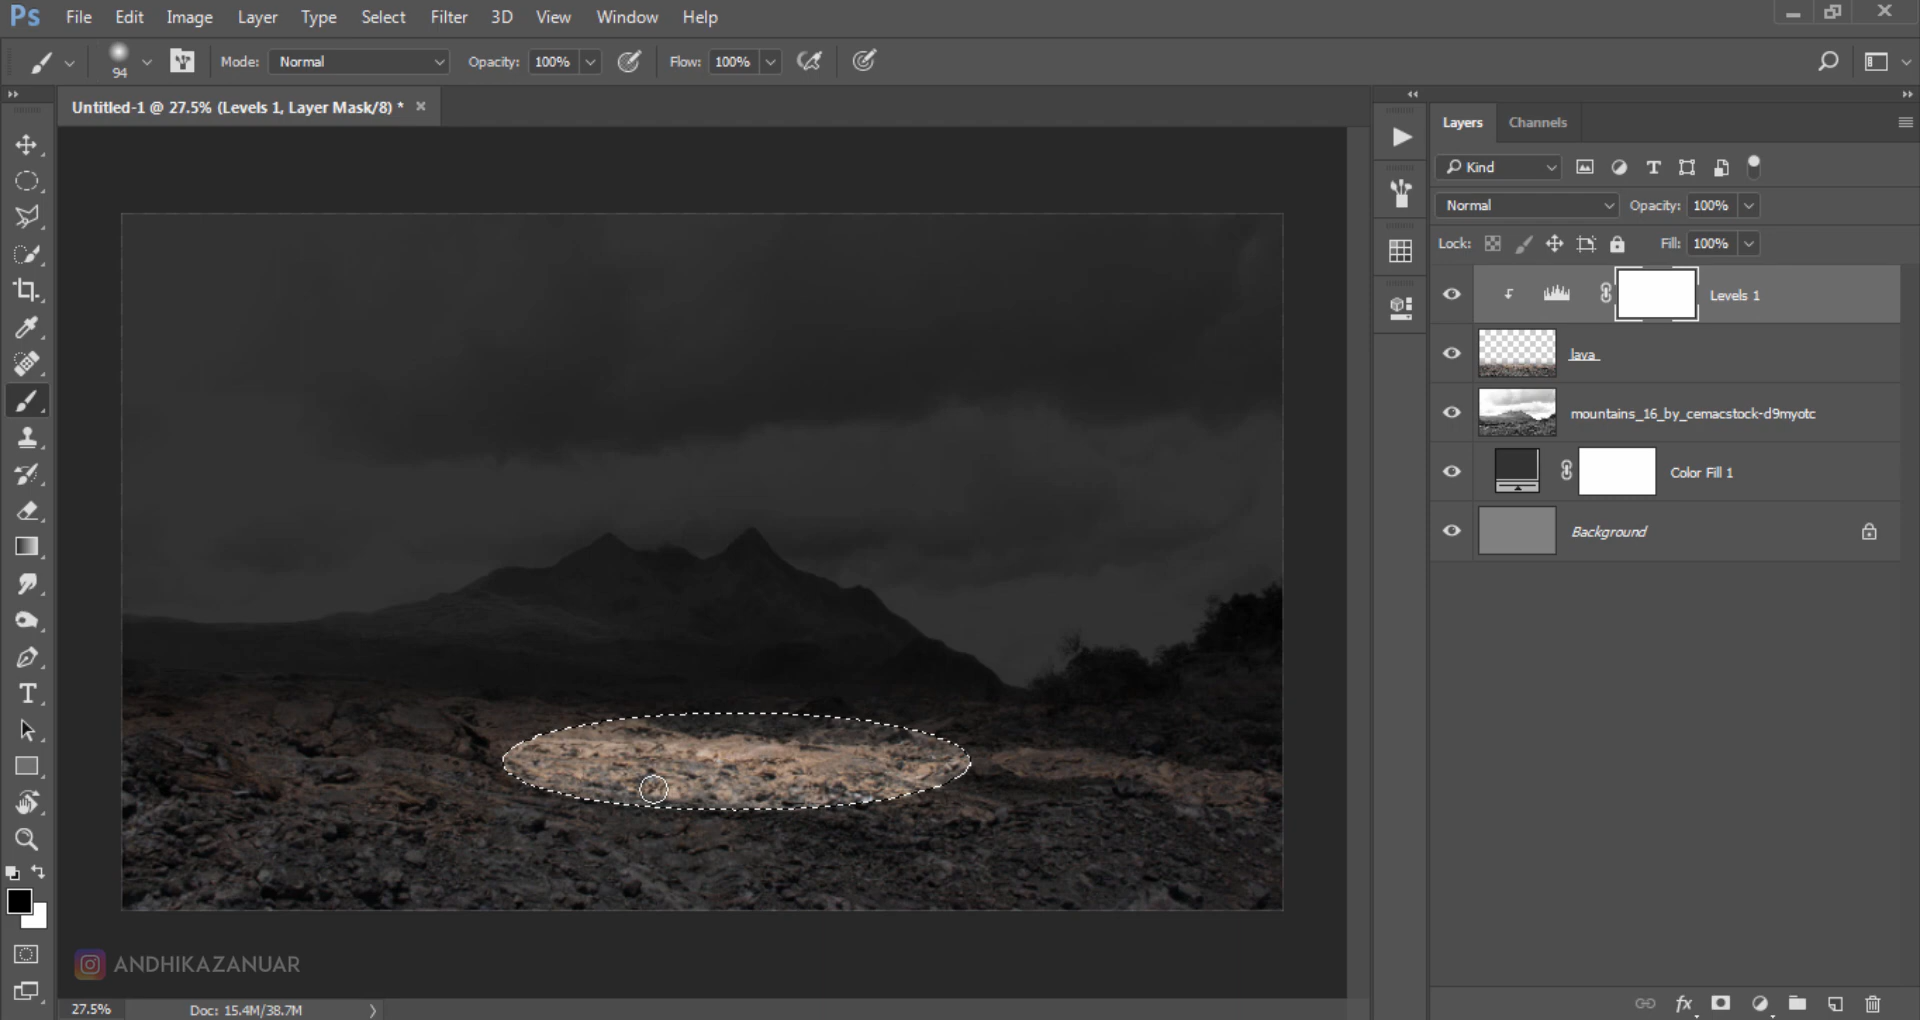 Ps File Edit Image Layer Type Select Filter 3D View Window Help
94 Mode: Normal Opacity: 100% Flow: 100%
Untitled-1 @ 27.5% (Levels 1, Layer Mask/8) * ×
Layers Channels
Kind
Normal Opacity: 100%
Lock: Fill: 100%
Levels 1
lava
mountains_16_by_cemacstock-d9myotc
Color Fill 1
Background
ANDHIKAZANUAR
27.5% Doc: 15.4M/38.7M
fx